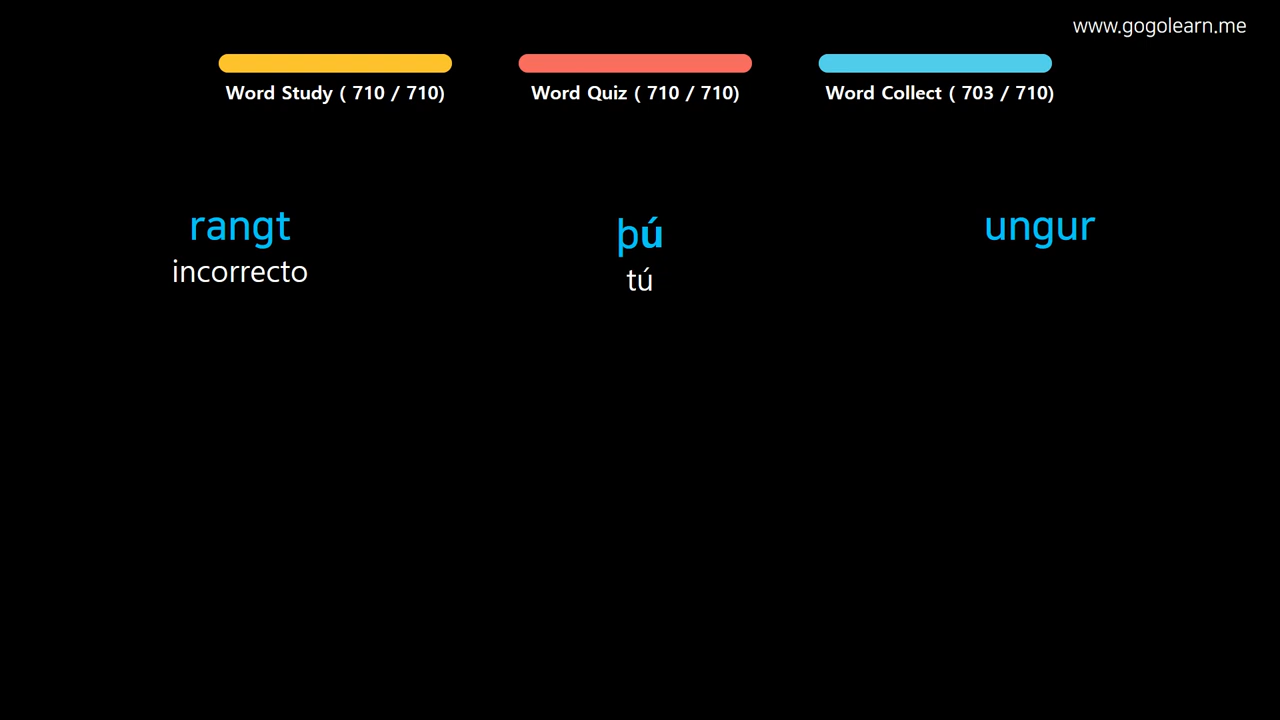 www.gogolearn.me
Word Study ( 710 / 710)
Word Quiz ( 710 / 710)
Word Collect ( 703 / 710)
rangt
incorrecto
þú
tú
ungur